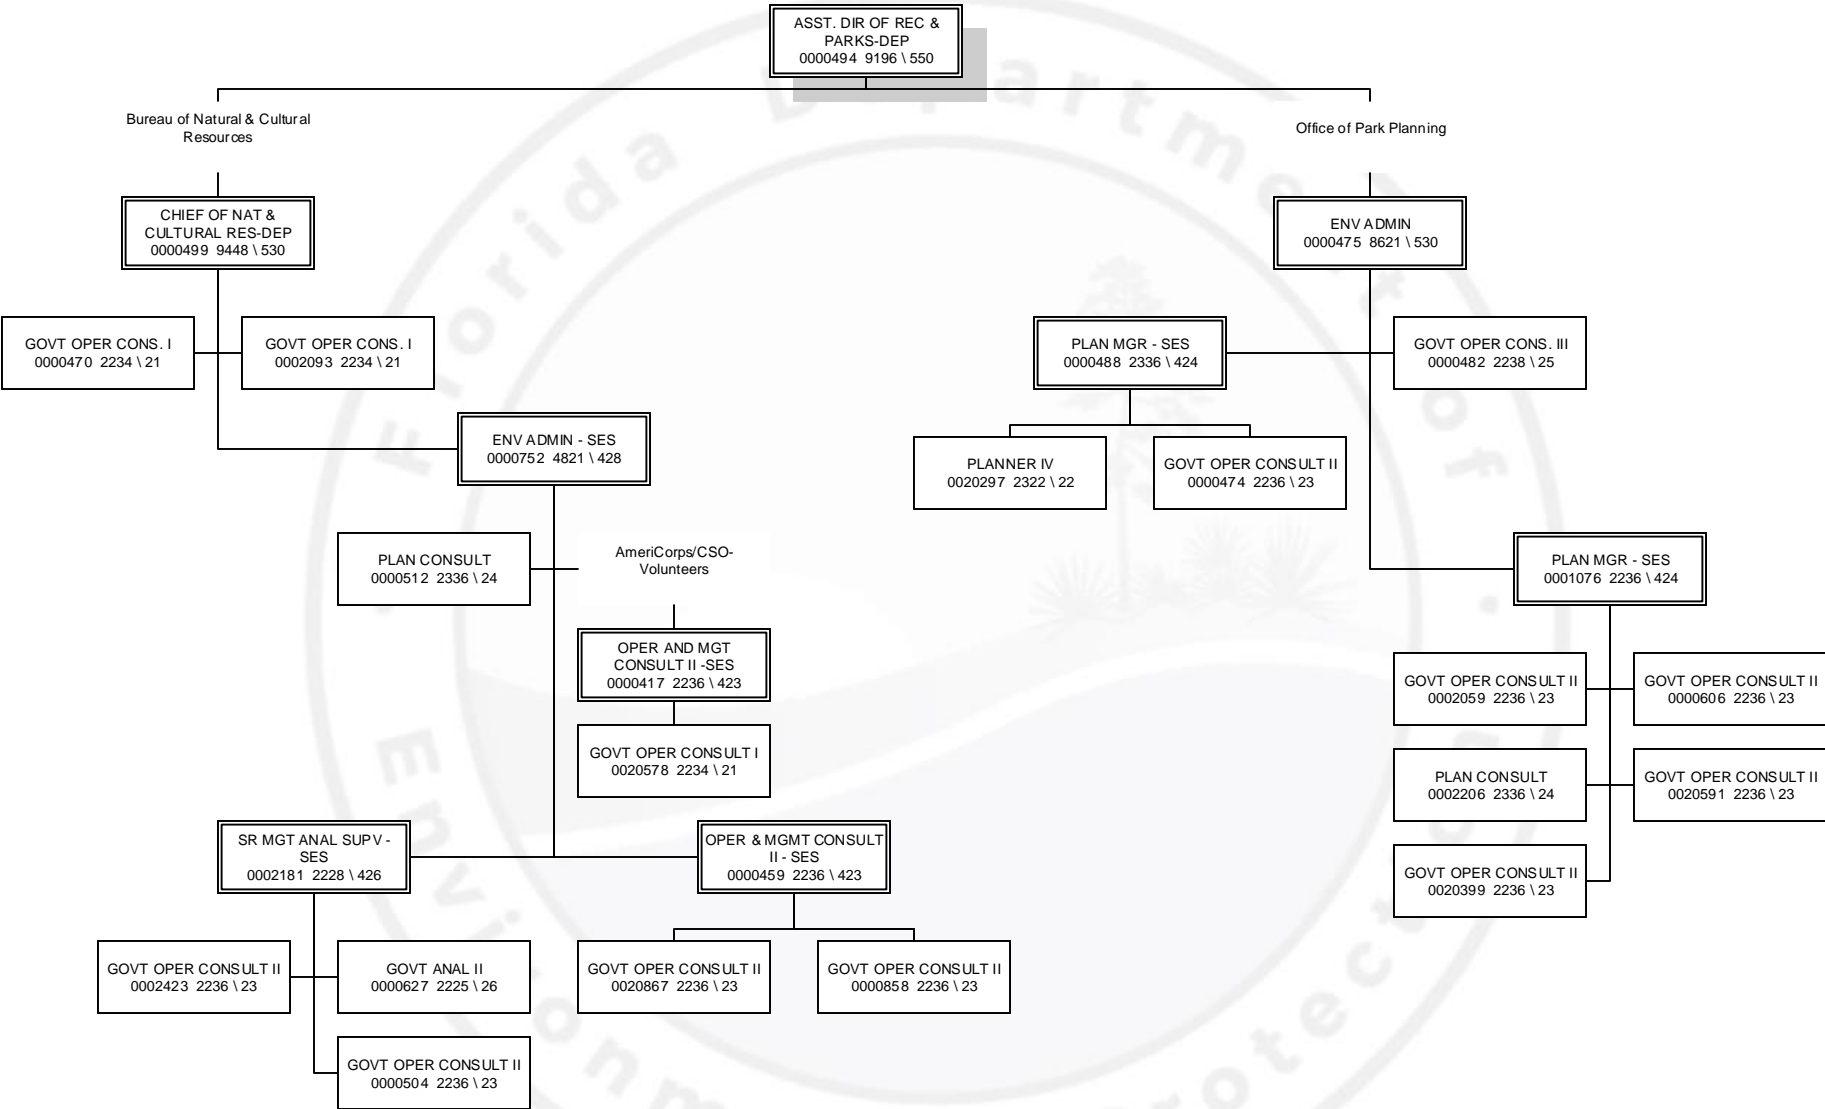 ASST. DIR OF REC &
PARKS-DEP
0000494 9196 \ 550
Bureau of Natural & Cultural
Resources
Office of Park Planning
CHIEF OF NAT &
CULTURAL RES-DEP
0000499 9448 \ 530
ENV ADMIN
0000475 8621 \ 530
GOVT OPER CONS. I
0000470 2234 \ 21
GOVT OPER CONS. I
0002093 2234 \ 21
PLAN MGR - SES
0000488 2336 \ 424
GOVT OPER CONS. III
0000482 2238 \ 25
ENV ADMIN - SES
0000752 4821 \ 428
PLANNER IV
0020297 2322 \ 22
GOVT OPER CONSULT II
0000474 2236 \ 23
PLAN CONSULT
0000512 2336 \ 24
AmeriCorps/CSO-
Volunteers
PLAN MGR - SES
0001076 2236 \ 424
OPER AND MGT
CONSULT II -SES
0000417 2236 \ 423
GOVT OPER CONSULT II
0002059 2236 \ 23
GOVT OPER CONSULT II
0000606 2236 \ 23
GOVT OPER CONSULT I
0020578 2234 \ 21
PLAN CONSULT
0002206 2336 \ 24
GOVT OPER CONSULT II
0020591 2236 \ 23
SR MGT ANAL SUPV -
SES
0002181 2228 \ 426
OPER & MGMT CONSULT
II - SES
0000459 2236 \ 423
GOVT OPER CONSULT II
0020399 2236 \ 23
GOVT OPER CONSULT II
0002423 2236 \ 23
GOVT ANAL II
0000627 2225 \ 26
GOVT OPER CONSULT II
0020867 2236 \ 23
GOVT OPER CONSULT II
0000858 2236 \ 23
GOVT OPER CONSULT II
0000504 2236 \ 23
Florida Department of